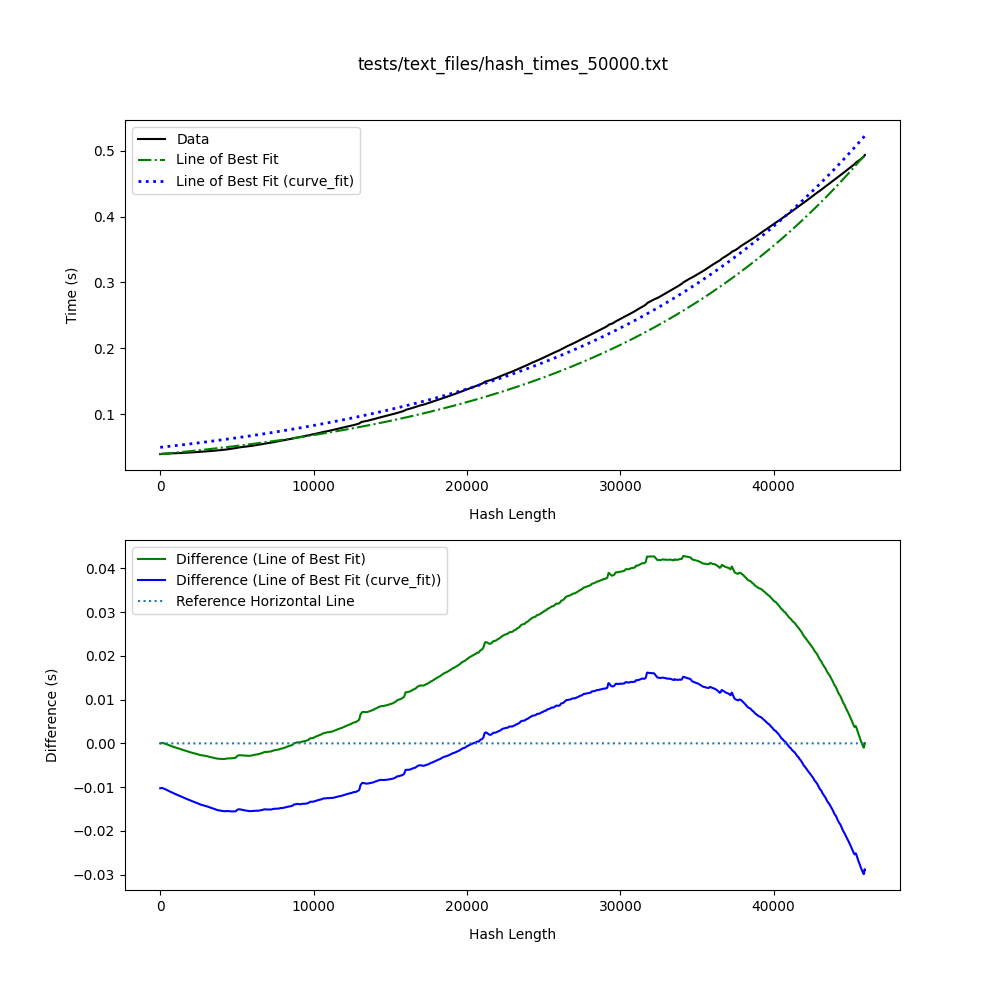 tests/text_files/hash_times_50000.txt
Data
Line of Best Fit
Line of Best Fit (curve_fit)
0.5
0.4
0.3
0.2
0.1
Time (s)
0 10000 20000 30000 40000
Hash Length
Difference (Line of Best Fit)
Difference (Line of Best Fit (curve_fit))
Reference Horizontal Line
0.04
0.03
0.02
0.01
0.00
−0.01
−0.02
−0.03
Difference (s)
0 10000 20000 30000 40000
Hash Length